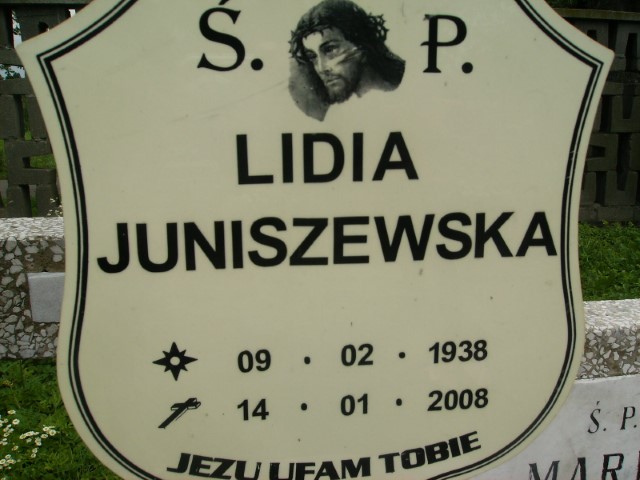 Ś. P.
LIDIA
JUNISZEWSKA
09 · 02 · 1938
14 · 01 · 2008
JEZU UFAM TOBIE
Ś. P.